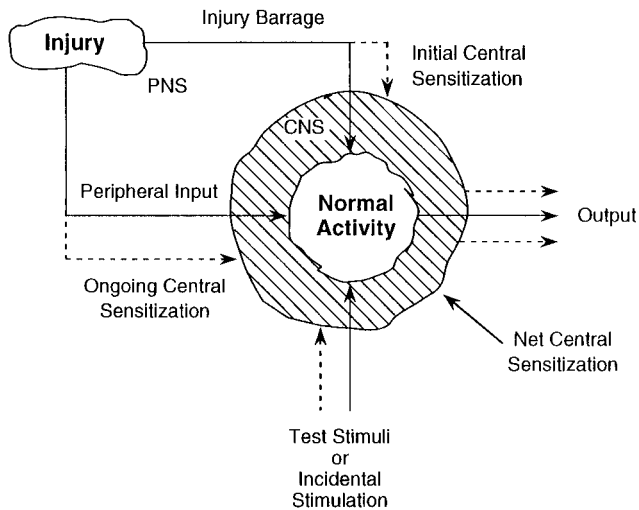 Injury Barrage
Injury
Initial Central
Sensitization
PNS
CNS
Peripheral Input
Normal
Activity
Output
Ongoing Central
Sensitization
Net Central
Sensitization
Test Stimuli
or
Incidental
Stimulation